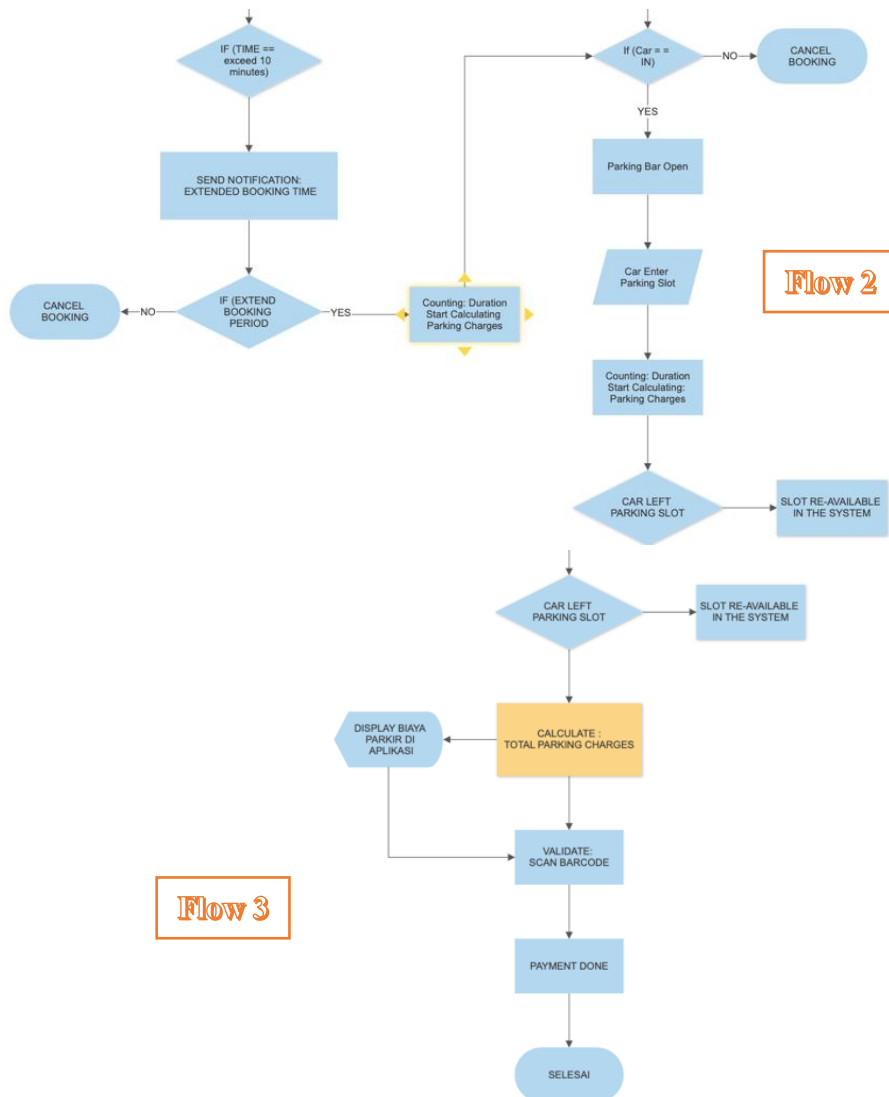 IF (TIME ==
exceed 10
minutes)
SEND NOTIFICATION:
EXTENDED BOOKING TIME
IF (EXTEND
BOOKING
PERIOD
NO
CANCEL
BOOKING
YES
Counting: Duration
Start Calculating
Parking Charges
If (Car = =
IN)
NO
CANCEL
BOOKING
YES
Parking Bar Open
Car Enter
Parking Slot
Flow 2
Counting: Duration
Start Calculating:
Parking Charges
CAR LEFT
PARKING SLOT
SLOT RE-AVAILABLE
IN THE SYSTEM
CAR LEFT
PARKING SLOT
SLOT RE-AVAILABLE
IN THE SYSTEM
CALCULATE :
TOTAL PARKING CHARGES
DISPLAY BIAYA
PARKIR DI
APLIKASI
VALIDATE:
SCAN BARCODE
Flow 3
PAYMENT DONE
SELESAI